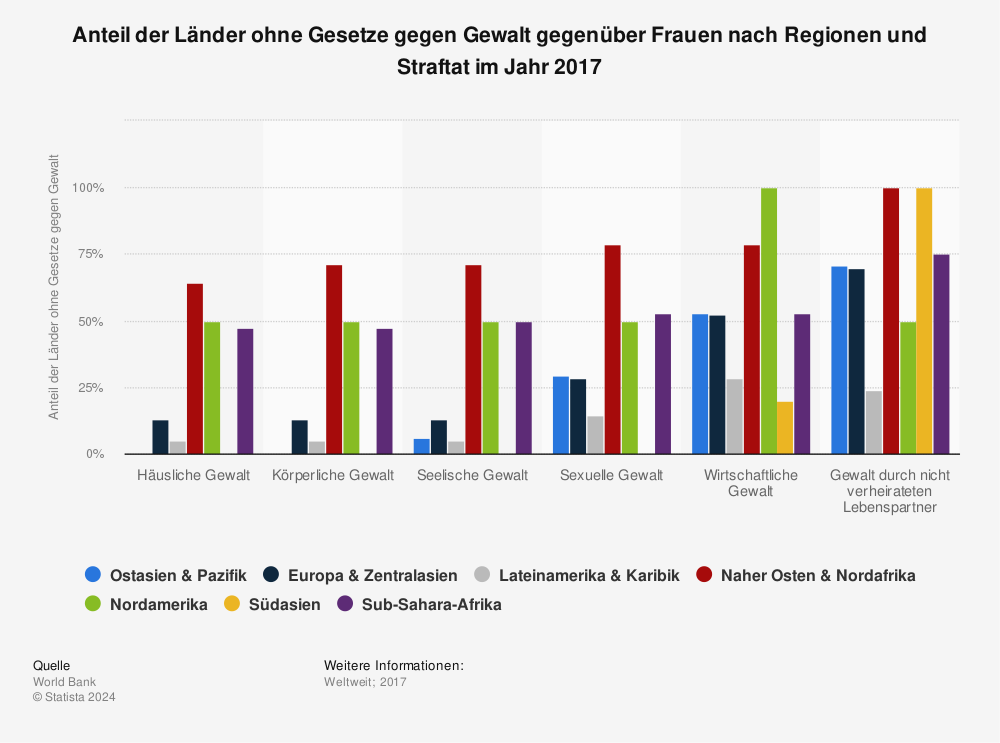 Anteil der Länder ohne Gesetze gegen Gewalt gegenüber Frauen nach Regionen und
Straftat im Jahr 2017
Anteil der Länder ohne Gesetze gegen Gewalt
100%
75%
50%
25%
0%
Häusliche Gewalt
Körperliche Gewalt
Seelische Gewalt
Sexuelle Gewalt
Wirtschaftliche
Gewalt
Gewalt durch nicht
verheirateten
Lebenspartner
Ostasien & Pazifik
Europa & Zentralasien
Lateinamerika & Karibik
Naher Osten & Nordafrika
Nordamerika
Südasien
Sub-Sahara-Afrika
Quelle
World Bank
© Statista 2024
Weitere Informationen:
Weltweit; 2017